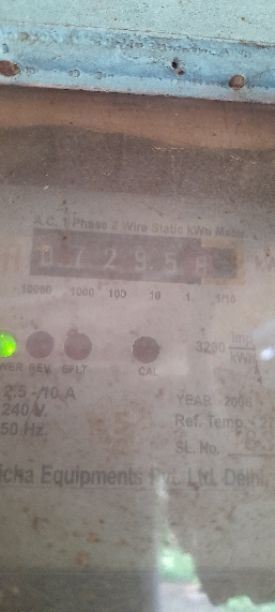 A.C. 1 Phase 2 Wire Static kWh
0 7 2 9 5 8
10000 1000 100 10 1 1/10
3200 Imp kWh
REV EFLT CAL
2.5 - 10 A
240 V.
50 Hz.
YEAR
Ref. Temp.
SL. No.
Equipments Pvt. Ltd. Delhi.